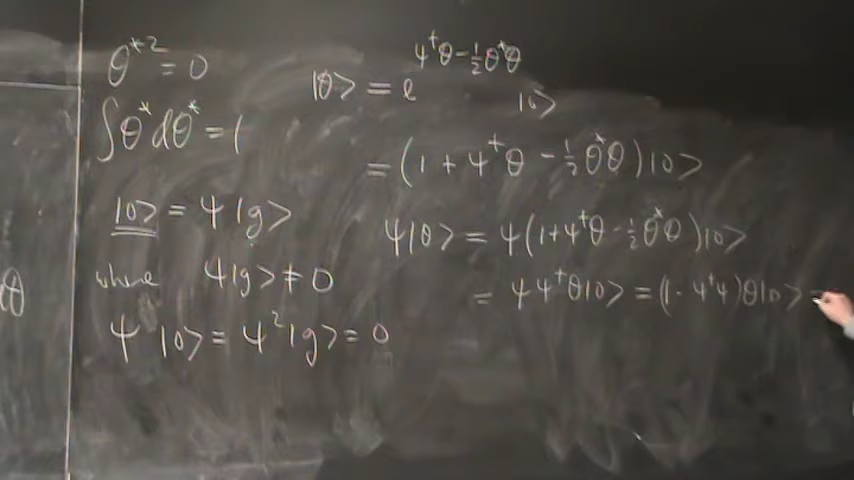 θ*² = 0
∫θ*dθ* = 1
|0> = ψ|g>
where ψ|g> ≠ 0
ψ|0> = ψ²|g> = 0
|θ> = e^{ψ†θ - ½θ*θ} |0>
= (1 + ψ†θ - ½θ*θ)|0>
ψ|θ> = ψ(1+ψ†θ - ½θ*θ)|0>
= ψψ†θ|0> = (1 - ψ†ψ)θ|0> =
θ